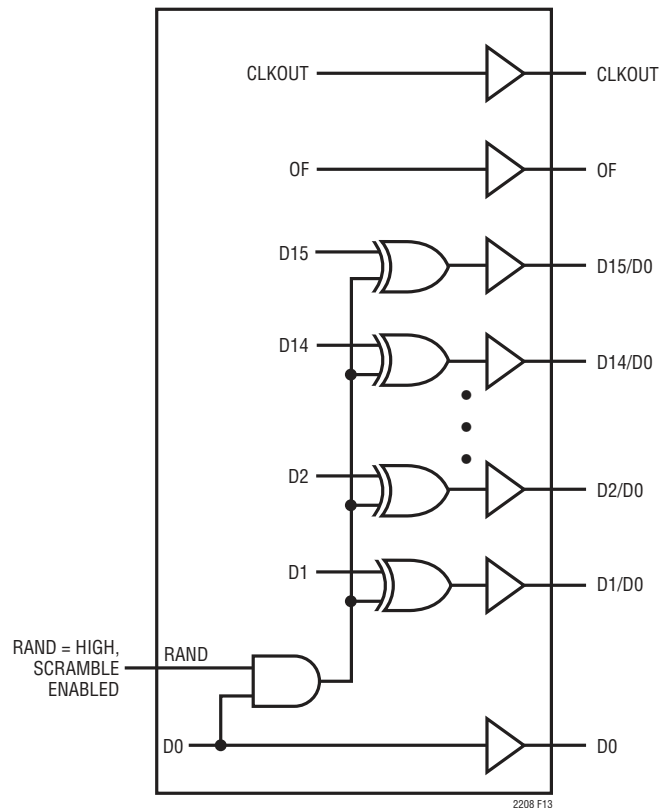 CLKOUT CLKOUT
OF OF
D15 D15/D0
D14 D14/D0
D2 D2/D0
D1 D1/D0
RAND = HIGH, RAND
SCRAMBLE
ENABLED
D0 D0
2208 F13